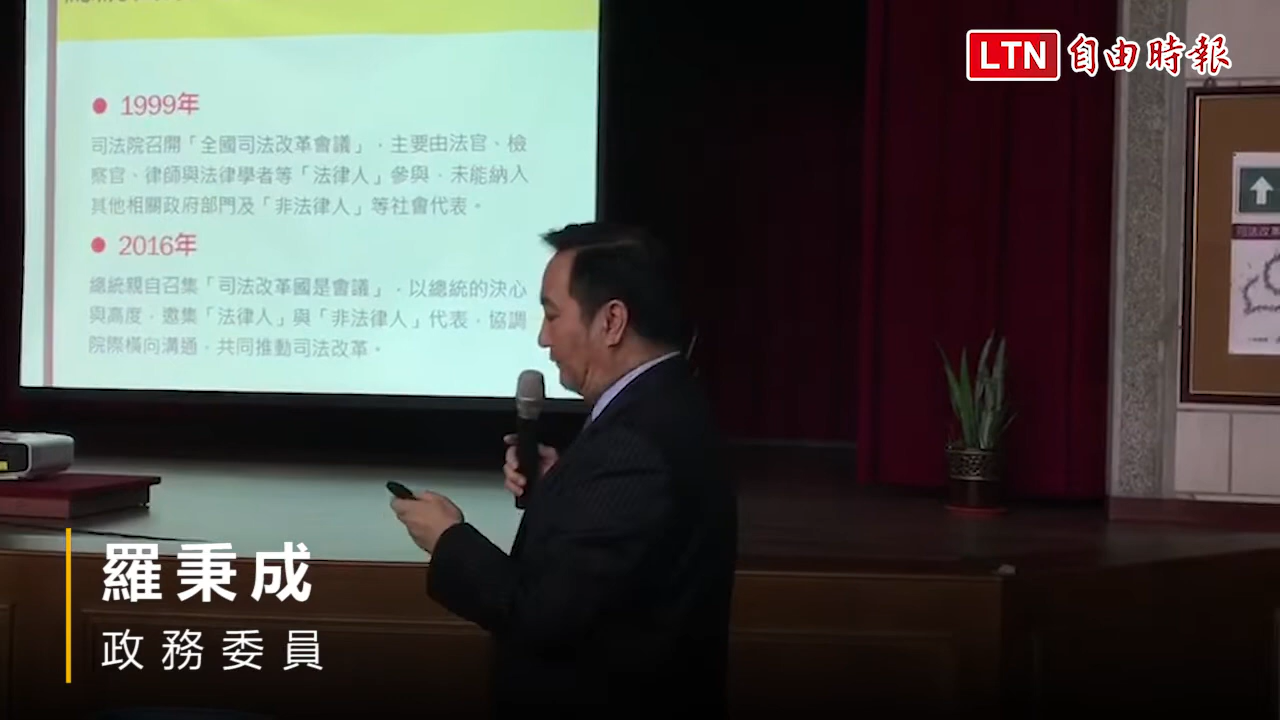 LTN 自由時報
● 1999年
司法院召開「全國司法改革會議」，主要由法官、檢
察官、律師與法律學者等「法律人」參與，未能納入
其他相關政府部門及「非法律人」等社會代表。
● 2016年
總統親自召集「司法改革國是會議」，以總統的決心
與高度，邀集「法律人」與「非法律人」代表，協調
院際橫向溝通，共同推動司法改革。
司法改革
羅秉成
政務委員